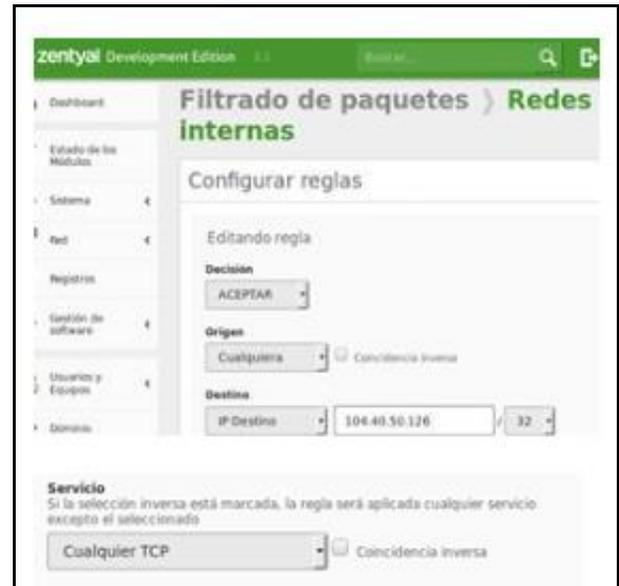 zentyal Development Edition
Buscar...
Dashboard
Estado de los
Módulos
Sistema
Red
Registros
Gestión de
software
Usuarios y
Equipos
Dominio
Filtrado de paquetes ⟩ Redes
internas
Configurar reglas
Editando regla
Decisión
ACEPTAR
Origen
Cualquiera
Coincidencia inversa
Destino
IP Destino 104.40.50.126 / 32
Servicio
Si la selección inversa está marcada, la regla será aplicada cualquier servicio
excepto el seleccionado
Cualquier TCP
Coincidencia inversa